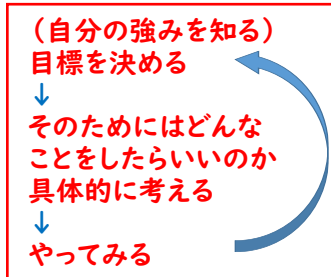 （自分の強みを知る）
目標を決める
↓
そのためにはどんな
ことをしたらいいのか
具体的に考える
↓
やってみる